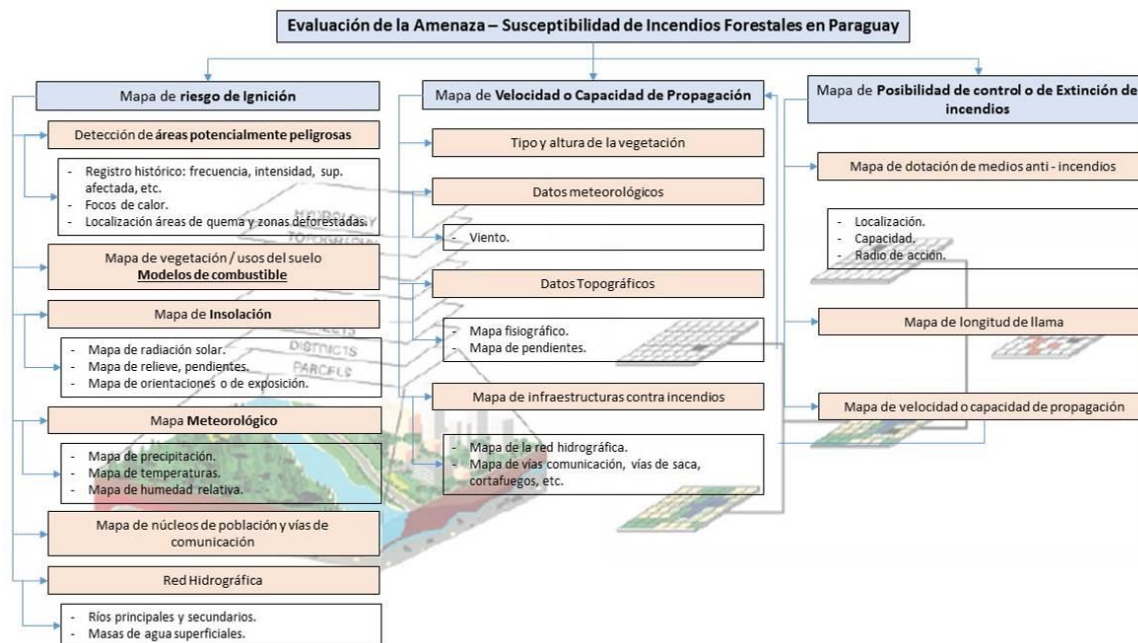 Evaluación de la Amenaza – Susceptibilidad de Incendios Forestales en Paraguay
Mapa de riesgo de Ignición
Detección de áreas potencialmente peligrosas
- Registro histórico: frecuencia, intensidad, sup.
afectada, etc.
- Focos de calor.
- Localización áreas de quema y zonas deforestadas.
Mapa de vegetación / usos del suelo
Modelos de combustible
Mapa de Insolación
- Mapa de radiación solar.
- Mapa de relieve, pendientes.
- Mapa de orientaciones o de exposición.
Mapa Meteorológico
- Mapa de precipitación.
- Mapa de temperaturas.
- Mapa de humedad relativa.
Mapa de núcleos de población y vías de
comunicación
Red Hidrográfica
- Ríos principales y secundarios.
- Masas de agua superficiales.
Mapa de Velocidad o Capacidad de Propagación
Tipo y altura de la vegetación
Datos meteorológicos
- Viento.
Datos Topográficos
- Mapa fisiográfico.
- Mapa de pendientes.
Mapa de infraestructuras contra incendios
- Mapa de la red hidrográfica.
- Mapa de vías comunicación, vías de saca,
cortafuegos, etc.
Mapa de Posibilidad de control o de Extinción de
incendios
Mapa de dotación de medios anti - incendios
- Localización.
- Capacidad.
- Radio de acción.
Mapa de longitud de llama
Mapa de velocidad o capacidad de propagación
DISTRICTS
PARCELS